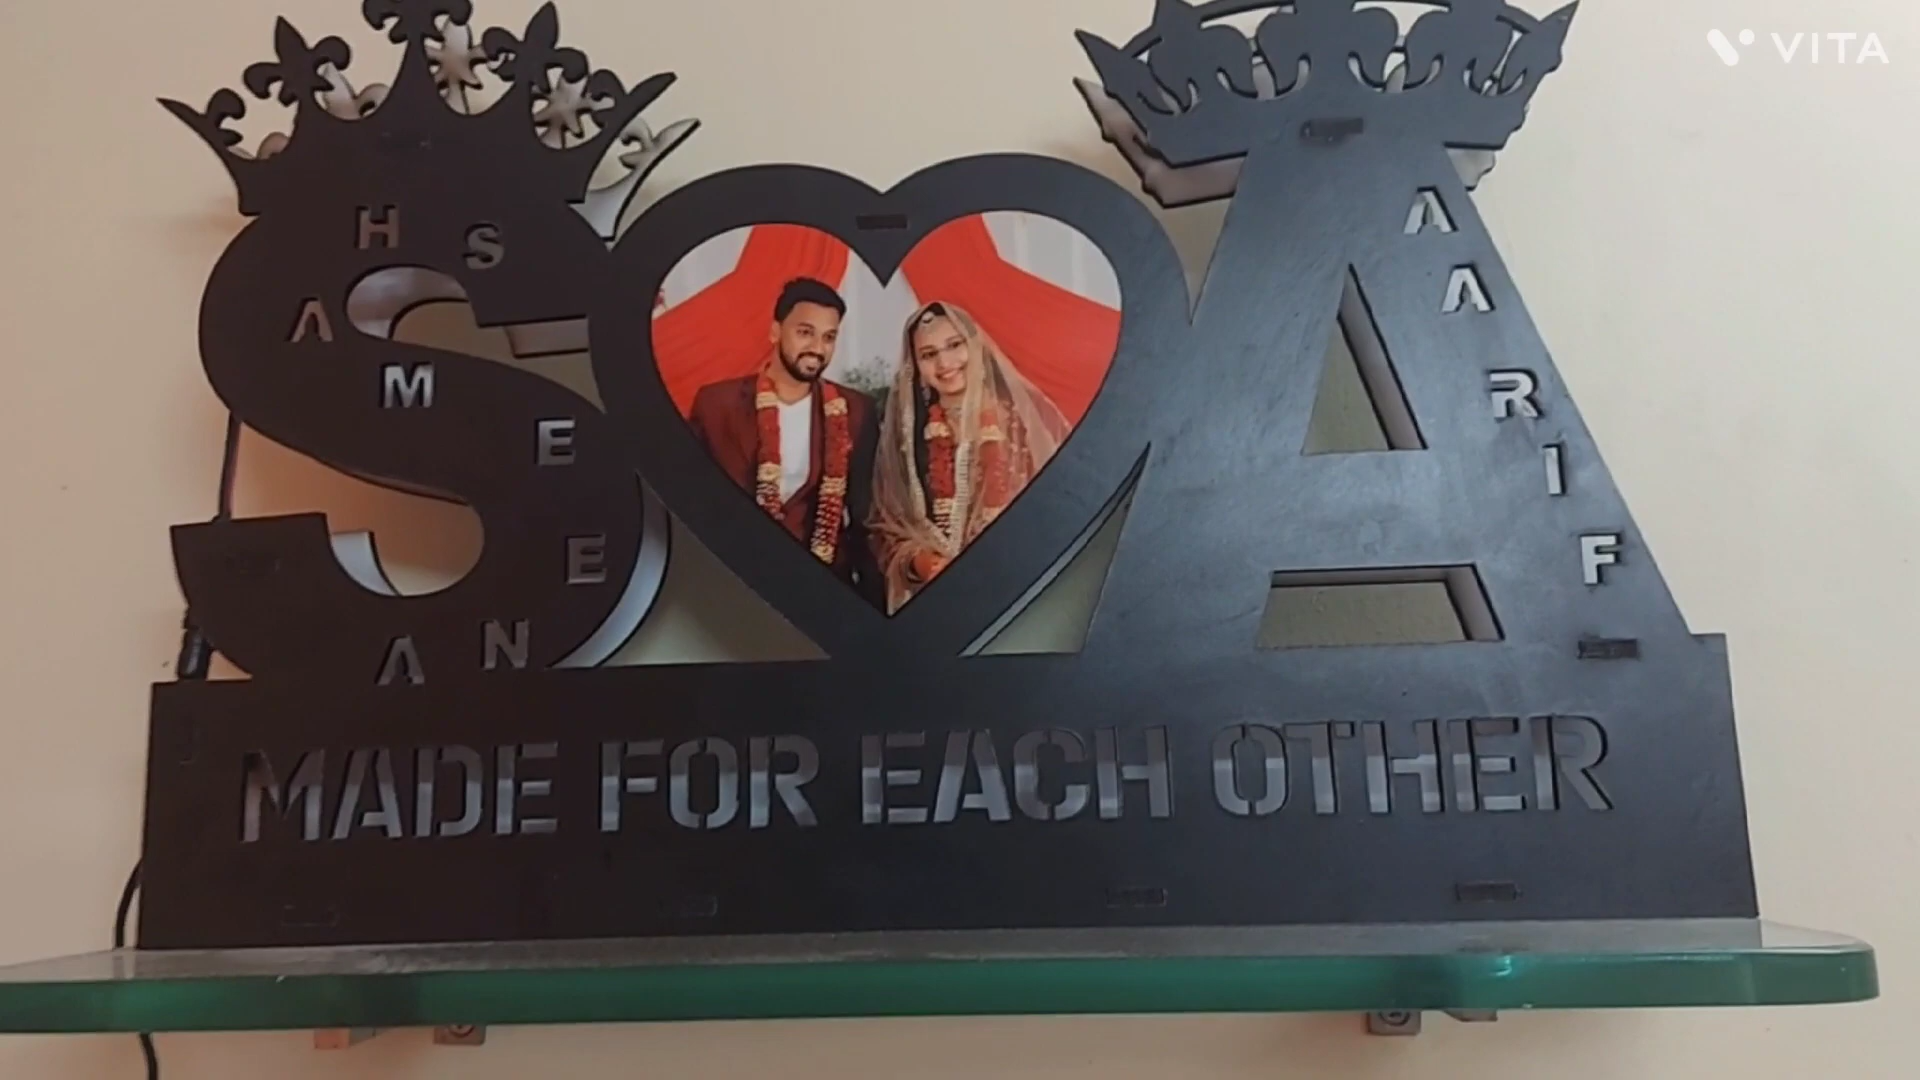 VITA
S A
SHAMEENA
AARIF
MADE FOR EACH OTHER